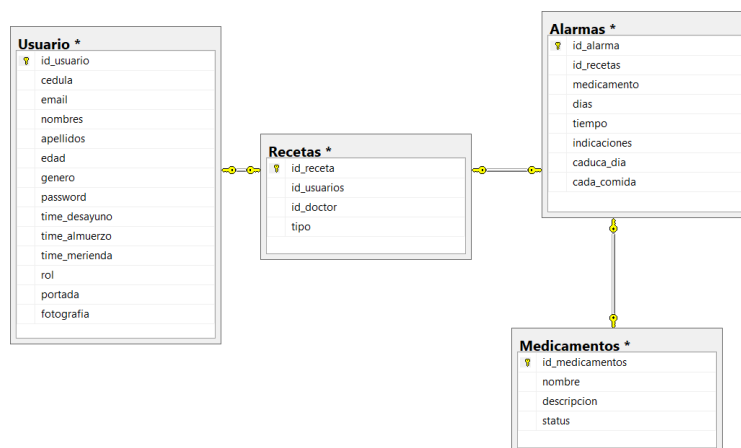 Usuario *
id_usuario
cedula
email
nombres
apellidos
edad
genero
password
time_desayuno
time_almuerzo
time_merienda
rol
portada
fotografia
Recetas *
id_receta
id_usuarios
id_doctor
tipo
Alarmas *
id_alarma
id_recetas
medicamento
dias
tiempo
indicaciones
caduca_dia
cada_comida
Medicamentos *
id_medicamentos
nombre
descripcion
status